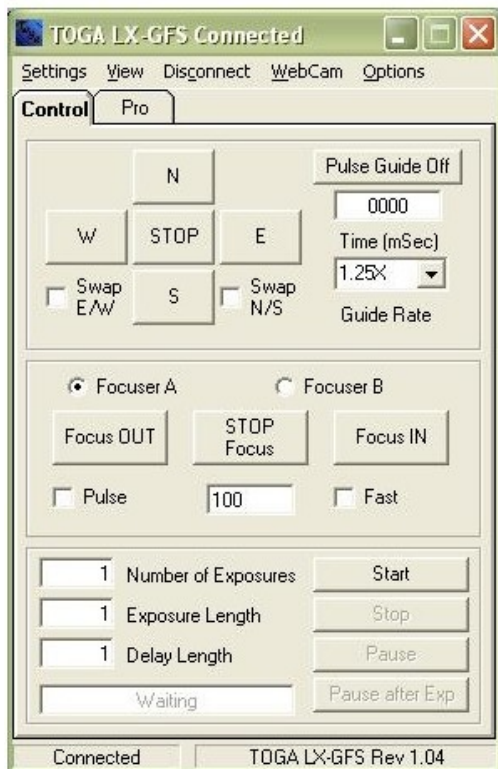 TOGA LX-GFS Connected
Settings View Disconnect WebCam Options
Control Pro
N
Pulse Guide Off
0000
W STOP E
Time (mSec)
1.25X
Swap
E/W
S
Swap
N/S
Guide Rate
Focuser A Focuser B
Focus OUT
STOP
Focus
Focus IN
Pulse 100 Fast
1 Number of Exposures Start
1 Exposure Length Stop
1 Delay Length Pause
Waiting Pause after Exp
Connected TOGA LX-GFS Rev 1.04